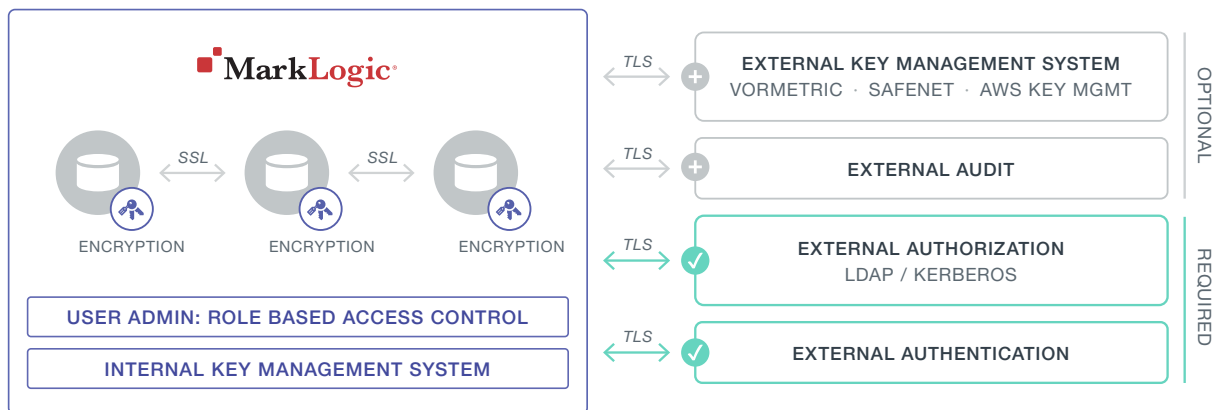 MarkLogic®
SSL
SSL
ENCRYPTION
ENCRYPTION
ENCRYPTION
USER ADMIN: ROLE BASED ACCESS CONTROL
INTERNAL KEY MANAGEMENT SYSTEM
TLS
EXTERNAL KEY MANAGEMENT SYSTEM
VORMETRIC · SAFENET · AWS KEY MGMT
TLS
EXTERNAL AUDIT
OPTIONAL
TLS
EXTERNAL AUTHORIZATION
LDAP / KERBEROS
TLS
EXTERNAL AUTHENTICATION
REQUIRED